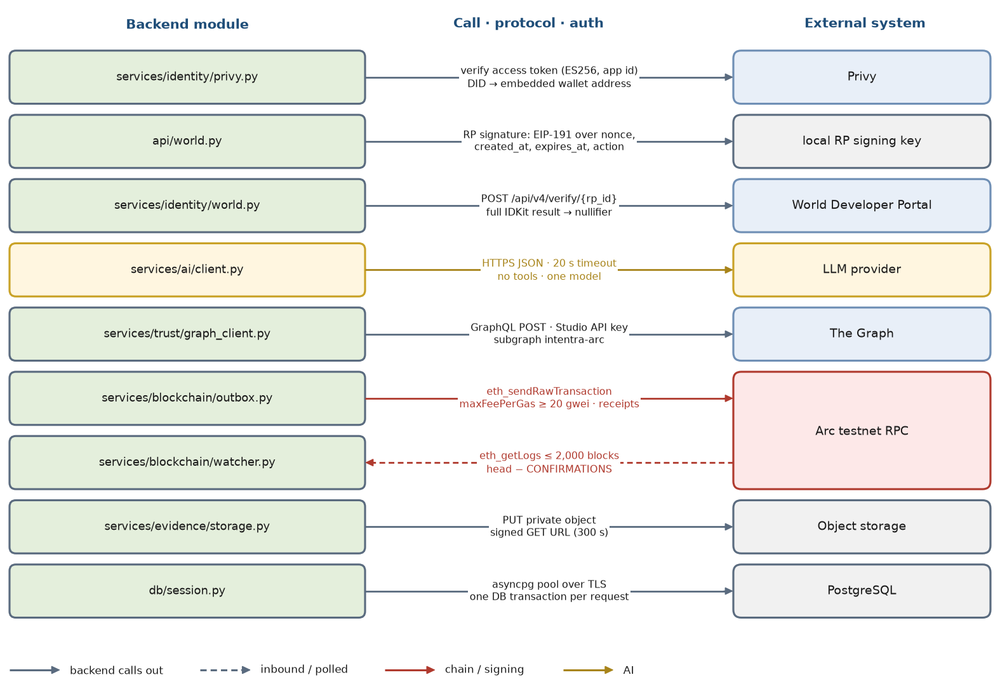 Backend module
Call · protocol · auth
External system
services/identity/privy.py
verify access token (ES256, app id)
DID → embedded wallet address
Privy
api/world.py
RP signature: EIP-191 over nonce,
created_at, expires_at, action
local RP signing key
services/identity/world.py
POST /api/v4/verify/{rp_id}
full IDKit result → nullifier
World Developer Portal
services/ai/client.py
HTTPS JSON · 20 s timeout
no tools · one model
LLM provider
services/trust/graph_client.py
GraphQL POST · Studio API key
subgraph intentra-arc
The Graph
services/blockchain/outbox.py
eth_sendRawTransaction
maxFeePerGas ≥ 20 gwei · receipts
Arc testnet RPC
services/blockchain/watcher.py
eth_getLogs ≤ 2,000 blocks
head − CONFIRMATIONS
services/evidence/storage.py
PUT private object
signed GET URL (300 s)
Object storage
db/session.py
asyncpg pool over TLS
one DB transaction per request
PostgreSQL
backend calls out
inbound / polled
chain / signing
AI